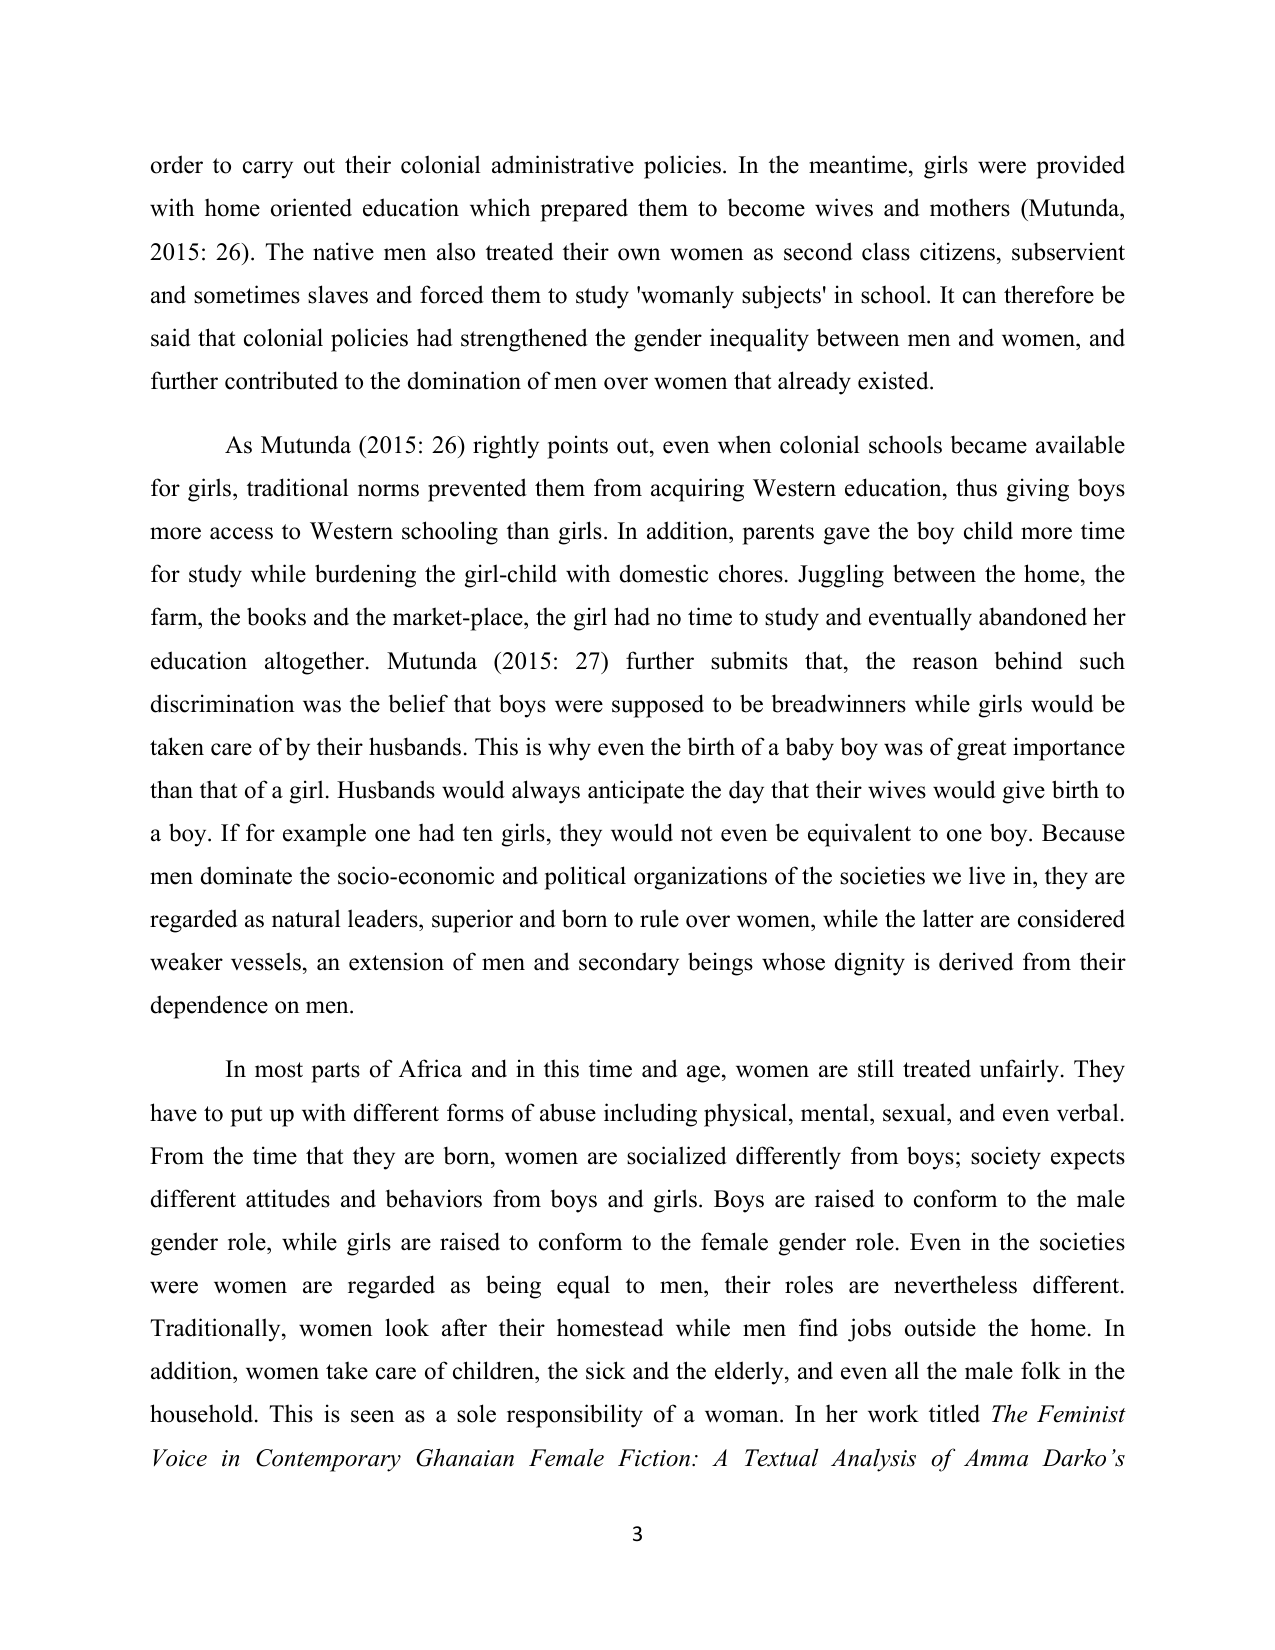 order to carry out their colonial administrative policies. In the meantime, girls were provided
with home oriented education which prepared them to become wives and mothers (Mutunda,
2015: 26). The native men also treated their own women as second class citizens, subservient
and sometimes slaves and forced them to study 'womanly subjects' in school. It can therefore be
said that colonial policies had strengthened the gender inequality between men and women, and
further contributed to the domination of men over women that already existed.
As Mutunda (2015: 26) rightly points out, even when colonial schools became available
for girls, traditional norms prevented them from acquiring Western education, thus giving boys
more access to Western schooling than girls. In addition, parents gave the boy child more time
for study while burdening the girl-child with domestic chores. Juggling between the home, the
farm, the books and the market-place, the girl had no time to study and eventually abandoned her
education altogether. Mutunda (2015: 27) further submits that, the reason behind such
discrimination was the belief that boys were supposed to be breadwinners while girls would be
taken care of by their husbands. This is why even the birth of a baby boy was of great importance
than that of a girl. Husbands would always anticipate the day that their wives would give birth to
a boy. If for example one had ten girls, they would not even be equivalent to one boy. Because
men dominate the socio-economic and political organizations of the societies we live in, they are
regarded as natural leaders, superior and born to rule over women, while the latter are considered
weaker vessels, an extension of men and secondary beings whose dignity is derived from their
dependence on men.
In most parts of Africa and in this time and age, women are still treated unfairly. They
have to put up with different forms of abuse including physical, mental, sexual, and even verbal.
From the time that they are born, women are socialized differently from boys; society expects
different attitudes and behaviors from boys and girls. Boys are raised to conform to the male
gender role, while girls are raised to conform to the female gender role. Even in the societies
were women are regarded as being equal to men, their roles are nevertheless different.
Traditionally, women look after their homestead while men find jobs outside the home. In
addition, women take care of children, the sick and the elderly, and even all the male folk in the
household. This is seen as a sole responsibility of a woman. In her work titled The Feminist
Voice in Contemporary Ghanaian Female Fiction: A Textual Analysis of Amma Darko’s
3